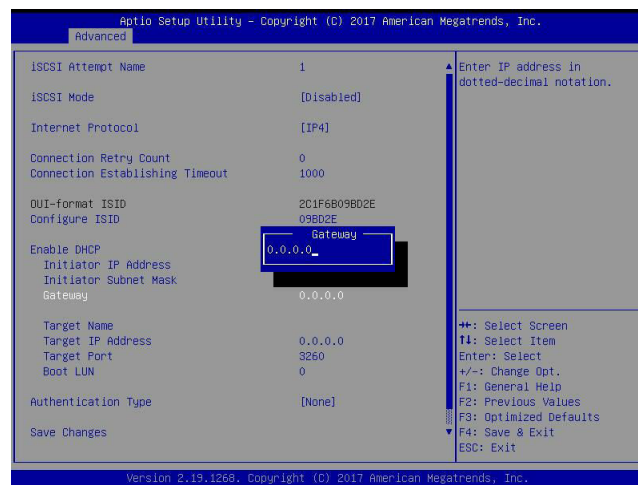 Aptio Setup Utility – Copyright (C) 2017 American Megatrends, Inc.
Advanced
iSCSI Attempt Name 1
iSCSI Mode [Disabled]
Internet Protocol [IP4]
Connection Retry Count 0
Connection Establishing Timeout 1000
OUI-format ISID 2C1F6B09BD2E
Configure ISID 09BD2E
Enable DHCP
Initiator IP Address
Initiator Subnet Mask
Gateway 0.0.0.0
Gateway
0.0.0.0_
Target Name
Target IP Address 0.0.0.0
Target Port 3260
Boot LUN 0
Authentication Type [None]
Save Changes
Enter IP address in
dotted-decimal notation.
→←: Select Screen
↑↓: Select Item
Enter: Select
+/-: Change Opt.
F1: General Help
F2: Previous Values
F3: Optimized Defaults
F4: Save & Exit
ESC: Exit
Version 2.19.1268. Copyright (C) 2017 American Megatrends, Inc.